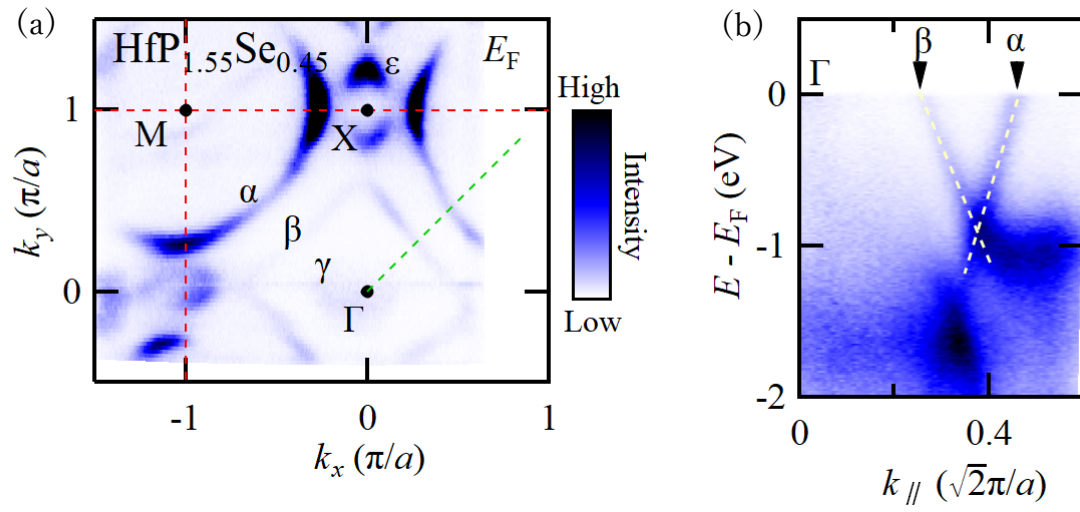 (a)
HfP1.55Se0.45
ε
EF
1
M
X
α
β
γ
0
Γ
-1
0
1
ky (π/a)
kx (π/a)
High
Intensity
Low
(b)
β
α
Γ
0
-1
-2
E - EF (eV)
0
0.4
k// (√2π/a)